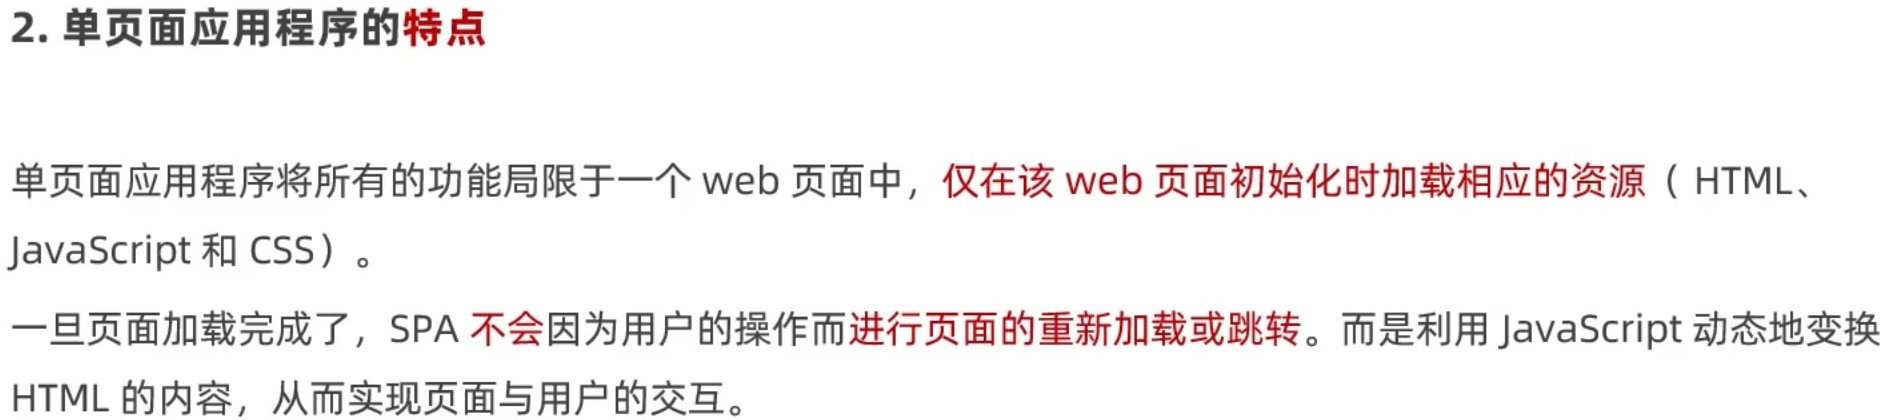 2. 单页面应用程序的特点
单页面应用程序将所有的功能局限于一个 web 页面中，仅在该 web 页面初始化时加载相应的资源（ HTML、
JavaScript 和 CSS）。
一旦页面加载完成了，SPA 不会因为用户的操作而进行页面的重新加载或跳转。而是利用 JavaScript 动态地变换
HTML 的内容，从而实现页面与用户的交互。